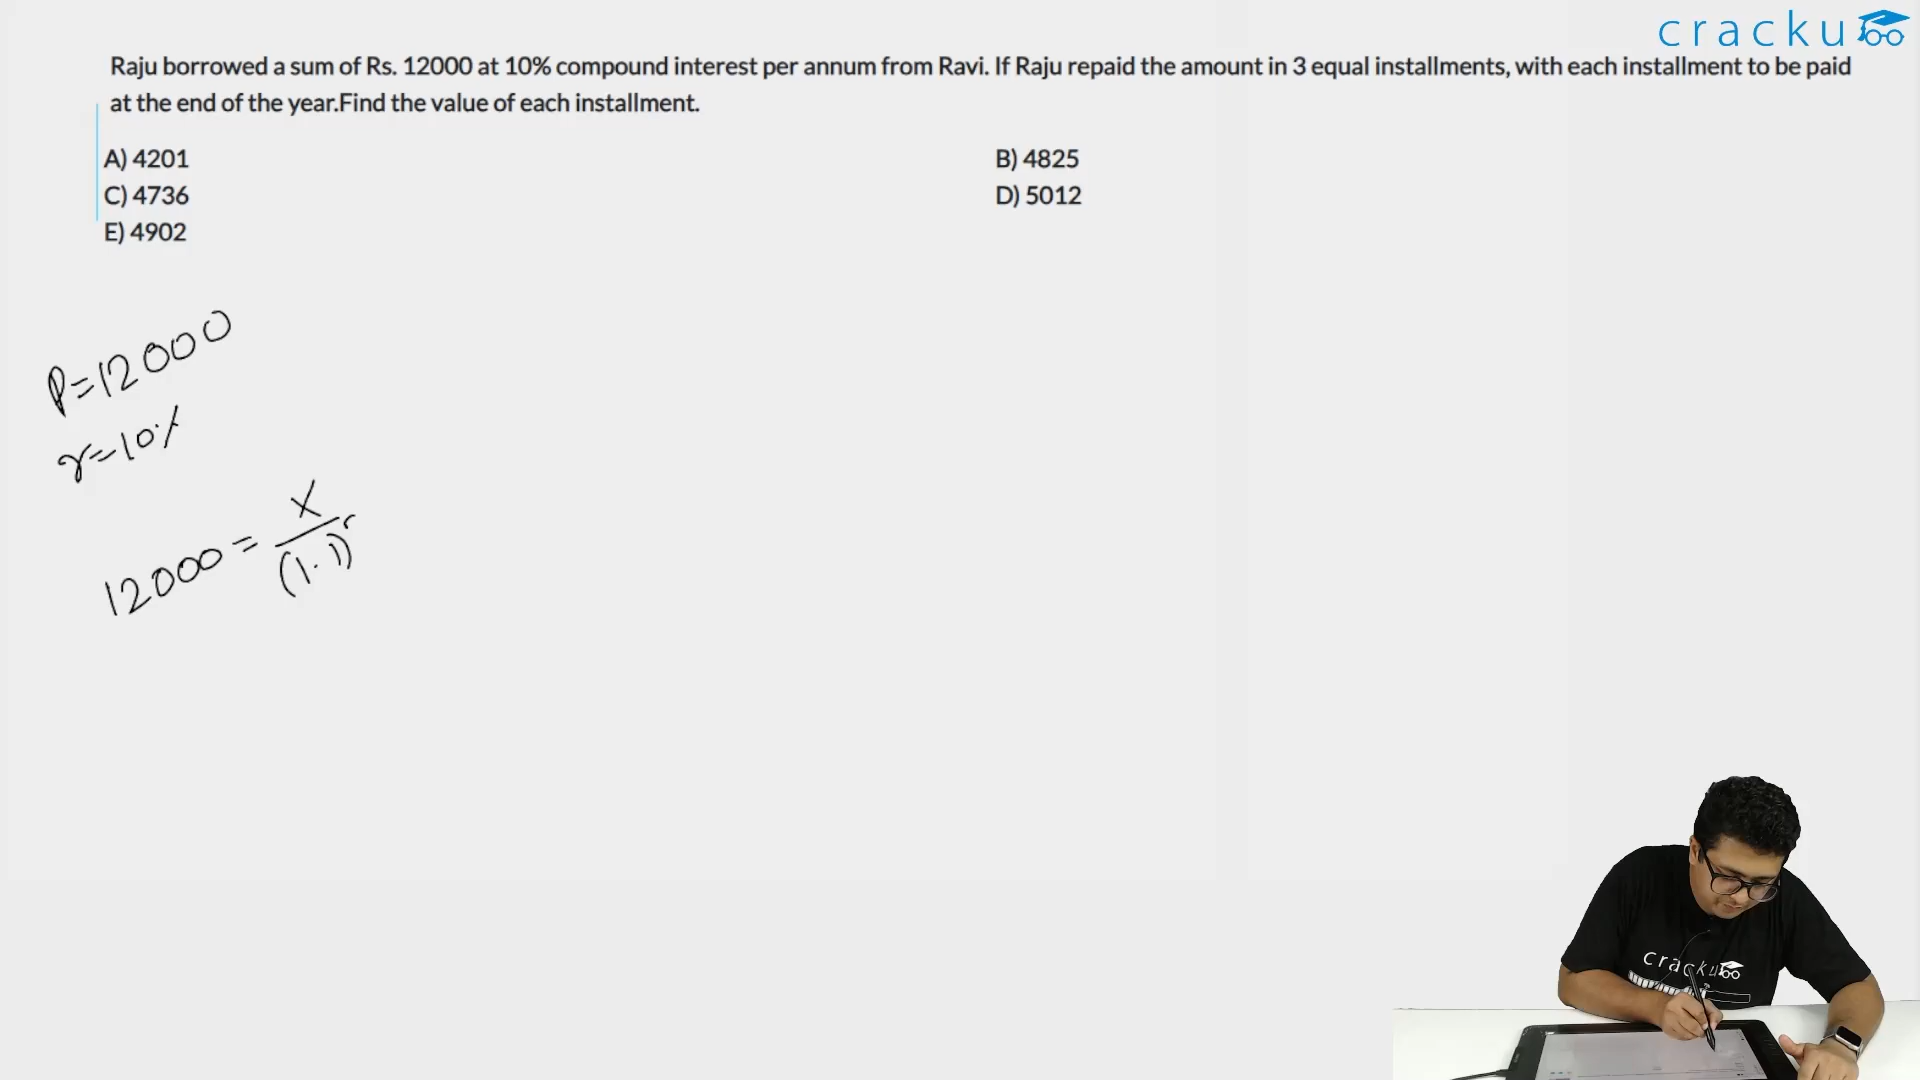 cracku
Raju borrowed a sum of Rs. 12000 at 10% compound interest per annum from Ravi. If Raju repaid the amount in 3 equal installments, with each installment to be paid
at the end of the year.Find the value of each installment.
A) 4201
B) 4825
C) 4736
D) 5012
E) 4902
P=12000
r=10%
12000 = X/(1.1)
cracku